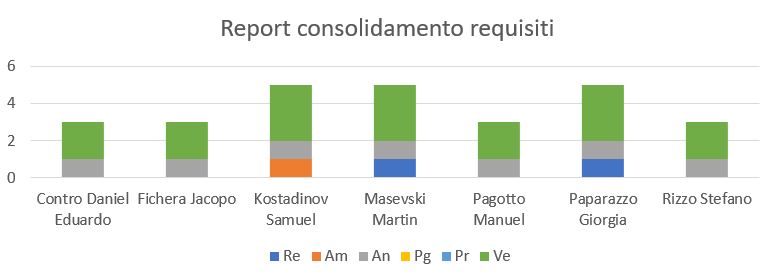 Report consolidamento requisiti
6
4
2
0
Contro Daniel
Eduardo
Fichera Jacopo
Kostadinov
Samuel
Masevski
Martin
Pagotto
Manuel
Paparazzo
Giorgia
Rizzo Stefano
Re Am An Pg Pr Ve